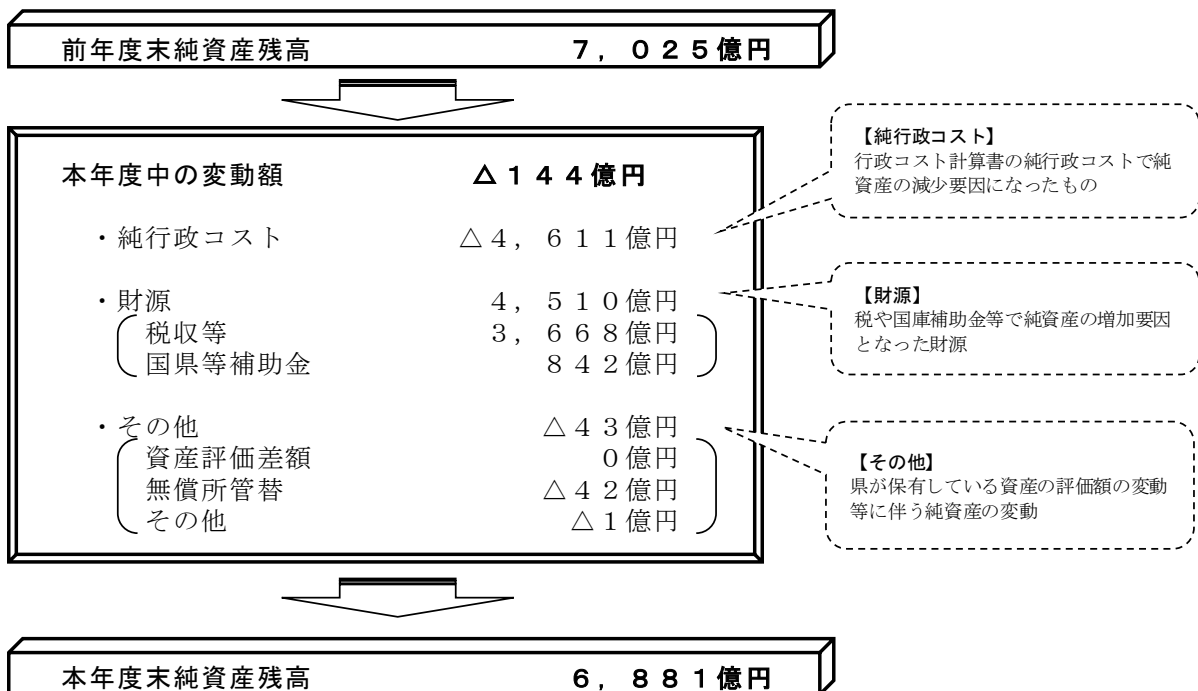 前年度末純資産残高 ７，０２５億円
本年度中の変動額 △１４４億円
・純行政コスト △４，６１１億円
・財源 ４，５１０億円
税収等 ３，６６８億円
国県等補助金 ８４２億円
・その他 △４３億円
資産評価差額 ０億円
無償所管替 △４２億円
その他 △１億円
【純行政コスト】
行政コスト計算書の純行政コストで純
資産の減少要因になったもの
【財源】
税や国庫補助金等で純資産の増加要因
となった財源
【その他】
県が保有している資産の評価額の変動
等に伴う純資産の変動
本年度末純資産残高 ６，８８１億円